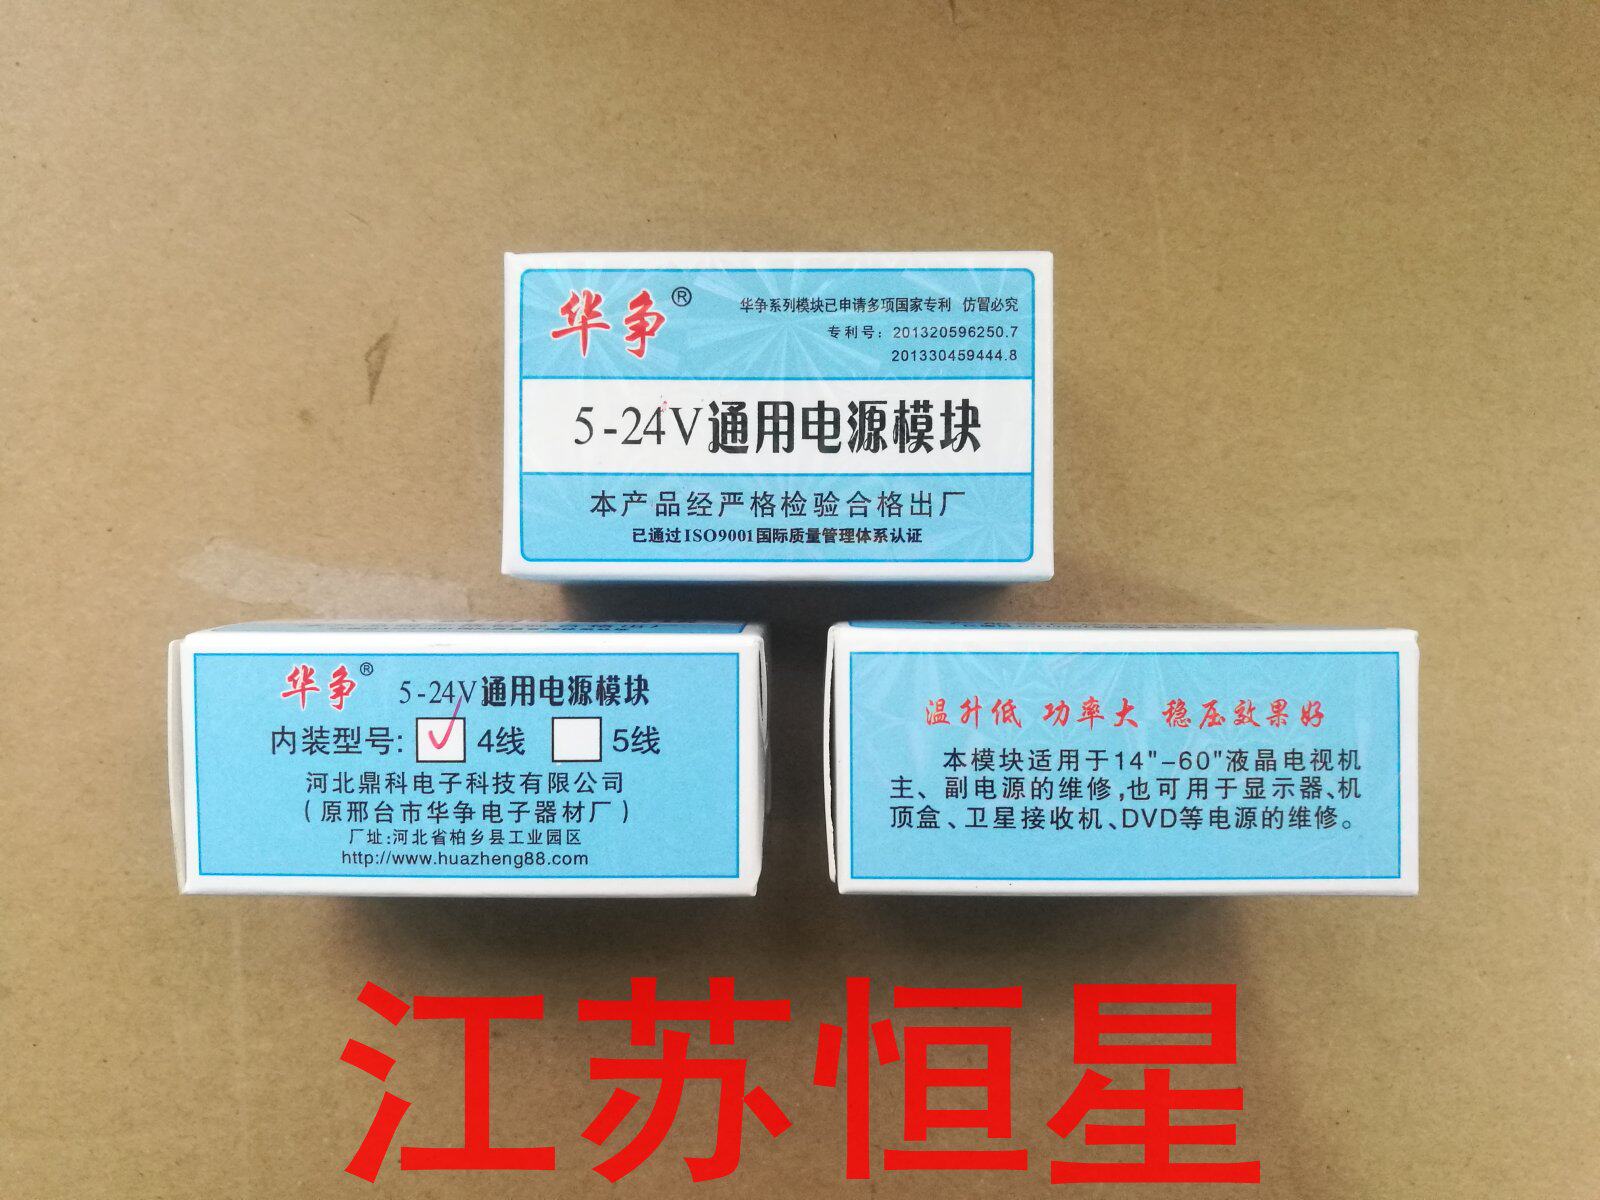 华争®
华争系列模块已申请多项国家专利 仿冒必究
专利号：201320596250.7
201330459444.8
5-24V通用电源模块
本产品经严格检验合格出厂
已通过ISO9001国际质量管理体系认证
华争® 5-24V通用电源模块
内装型号: 4线 5线
河北鼎科电子科技有限公司
(原邢台市华争电子器材厂)
厂址:河北省柏乡县工业园区
http://www.huazheng88.com
温升低 功率大 稳压效果好
本模块适用于14"-60"液晶电视机
主、副电源的维修,也可用于显示器、机
顶盒、卫星接收机、DVD等电源的维修。
江苏恒星